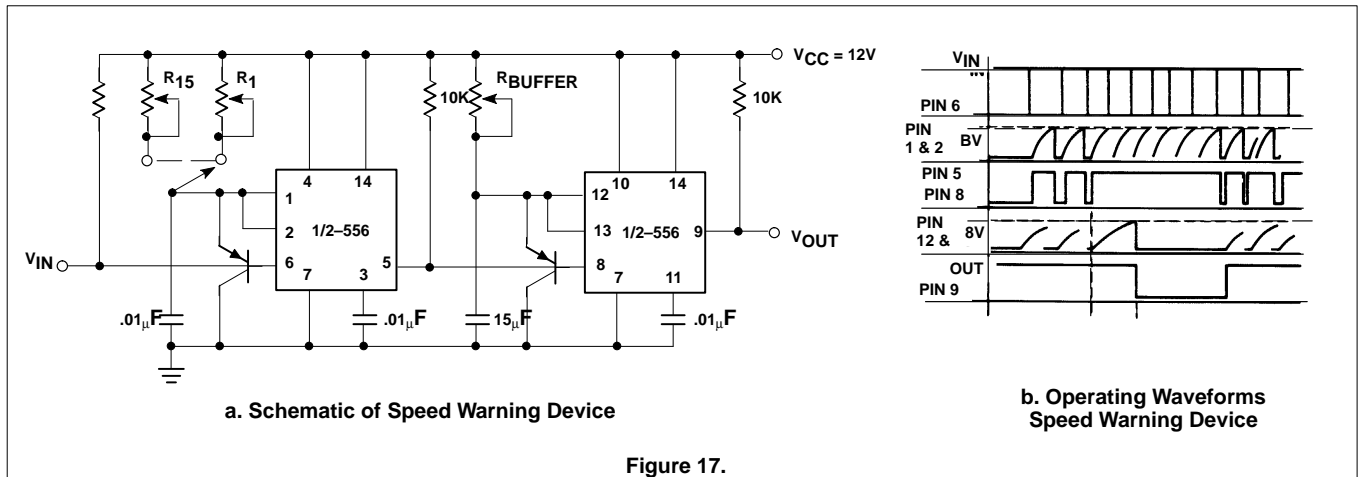 VCC = 12V
R15
R1
10K
RBUFFER
10K
4
14
10
14
1
12
2
13
1/2–556
1/2–556
9
VOUT
VIN
6
5
8
7
3
7
11
.01μF
.01μF
15μF
.01μF
a. Schematic of Speed Warning Device
VIN
PIN 6
PIN
1 & 2
8V
PIN 5
PIN 8
PIN
12 &
8V
OUT
PIN 9
b. Operating Waveforms
Speed Warning Device
Figure 17.